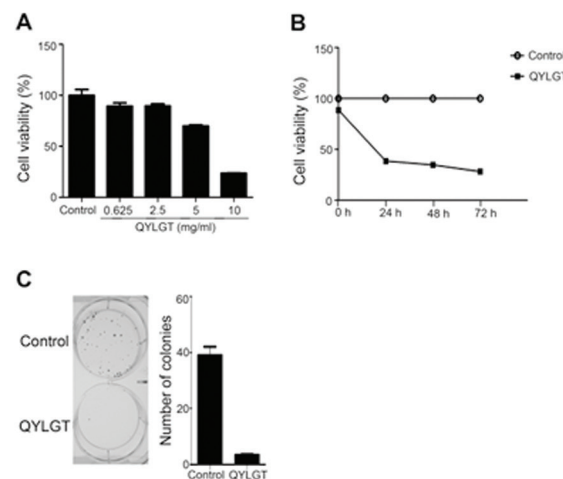 A
Cell viability (%)
150
100
50
0
Control 0.625 2.5 5 10
QYLGT (mg/ml)
B
Cell viability (%)
150
100
50
0
0 h 24 h 48 h 72 h
Control
QYLGT
C
Control
QYLGT
Number of colonies
60
40
20
0
Control QYLGT